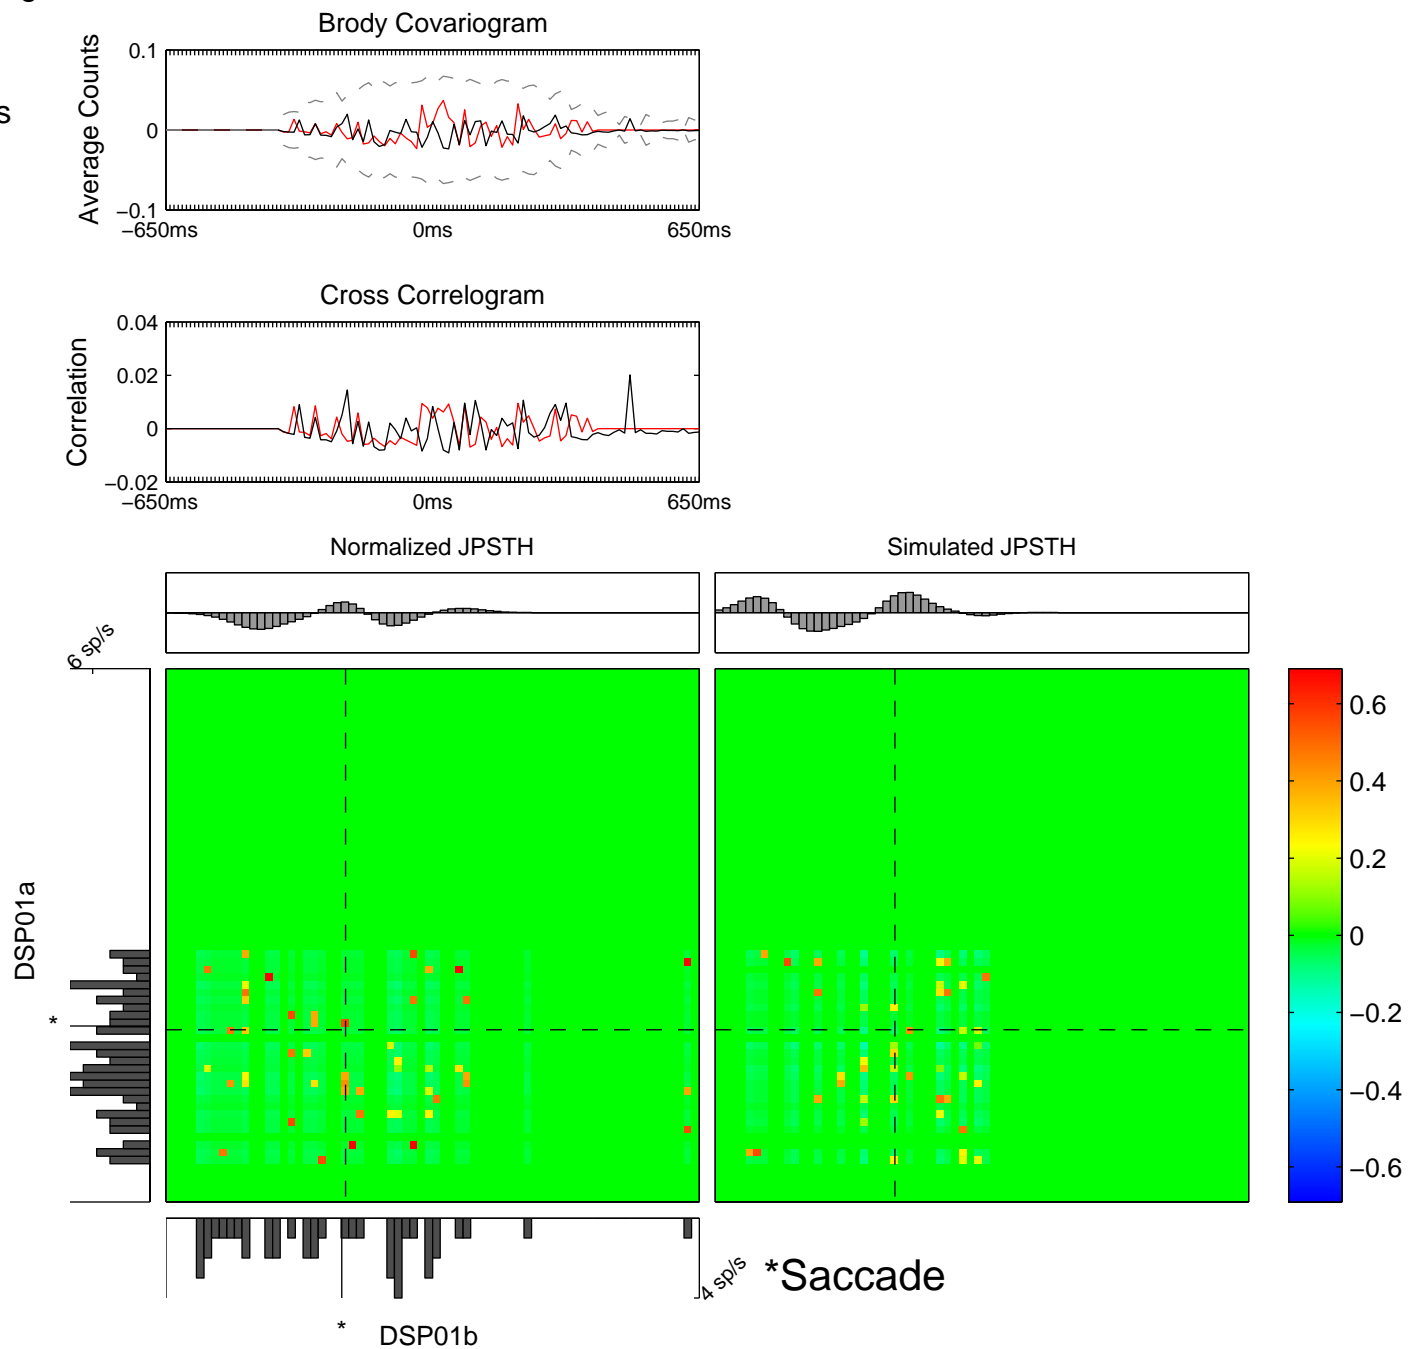 g
Brody Covariogram
s
Average Counts
0.1
0
−0.1
−650ms
0ms
650ms
Cross Correlogram
Correlation
0.04
0.02
0
−0.02
−650ms
0ms
650ms
Normalized JPSTH
Simulated JPSTH
6 sp/s
DSP01a
*
0.6
0.4
0.2
0
−0.2
−0.4
−0.6
4 sp/s
*Saccade
*
DSP01b